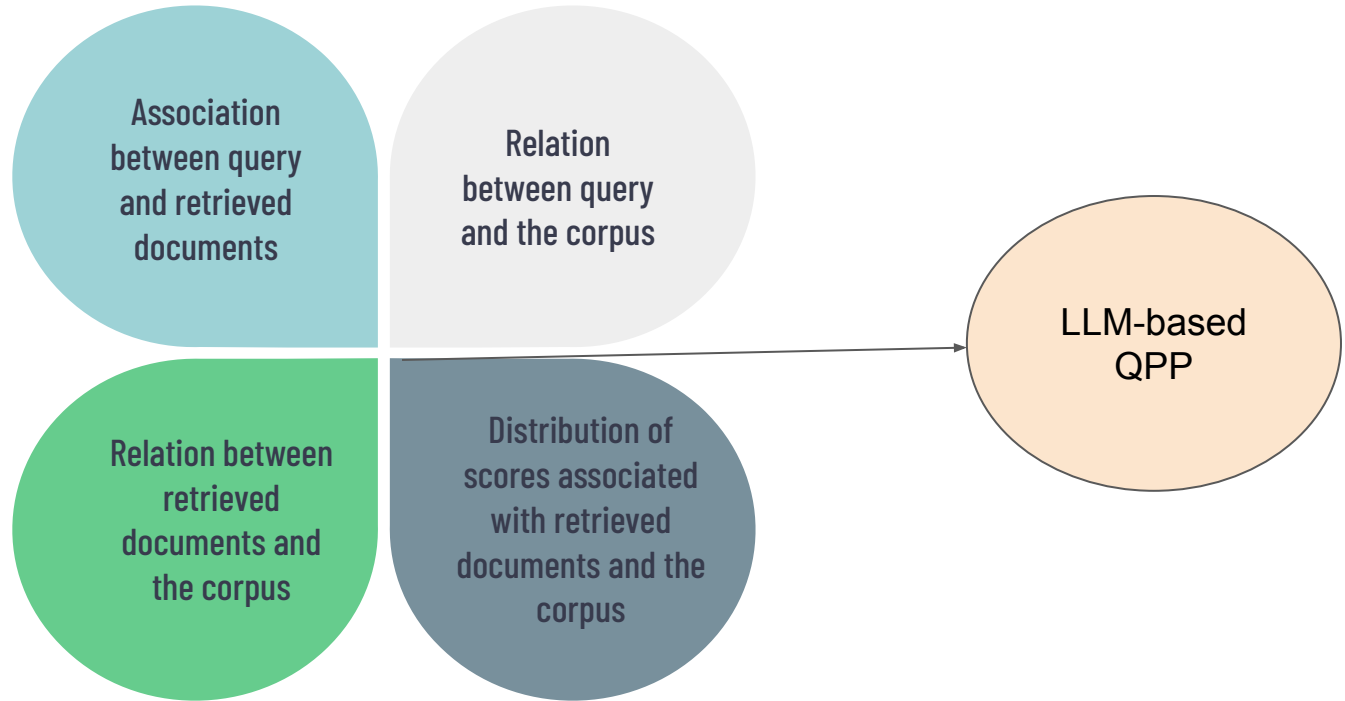 Association
between query
and retrieved
documents
Relation
between query
and the corpus
Relation between
retrieved
documents and
the corpus
Distribution of
scores associated
with retrieved
documents and the
corpus
LLM-based
QPP